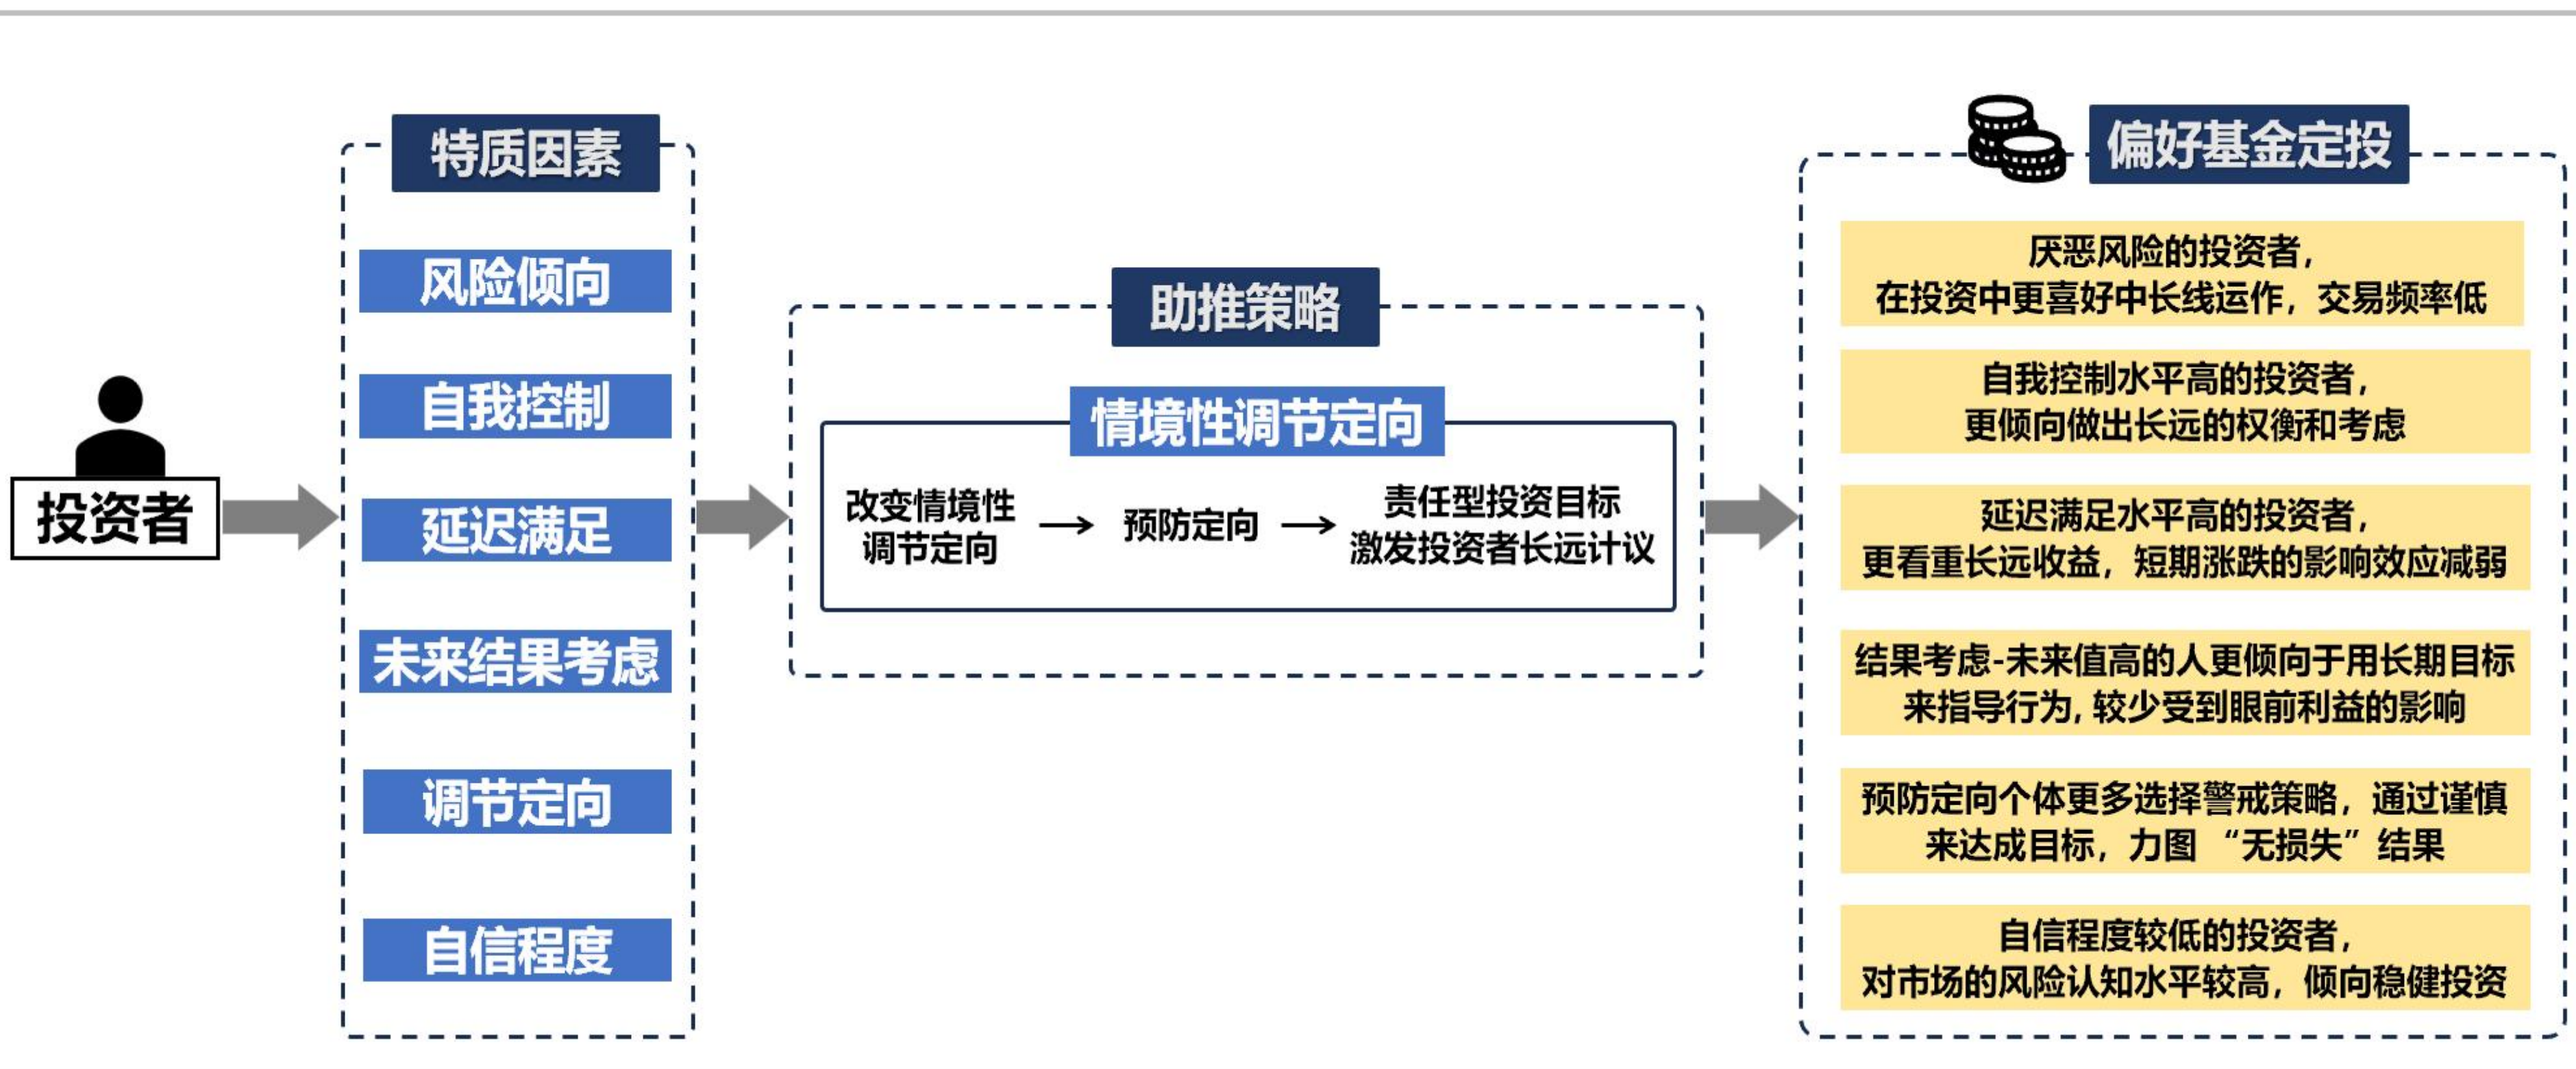 投资者
特质因素
风险倾向
自我控制
延迟满足
未来结果考虑
调节定向
自信程度
助推策略
情境性调节定向
改变情境性
调节定向
预防定向
责任型投资目标
激发投资者长远计议
偏好基金定投
厌恶风险的投资者，
在投资中更喜好中长线运作，交易频率低
自我控制水平高的投资者，
更倾向做出长远的权衡和考虑
延迟满足水平高的投资者，
更看重长远收益，短期涨跌的影响效应减弱
结果考虑-未来值高的人更倾向于用长期目标
来指导行为，较少受到眼前利益的影响
预防定向个体更多选择警戒策略，通过谨慎
来达成目标，力图 “无损失”结果
自信程度较低的投资者，
对市场的风险认知水平较高，倾向稳健投资